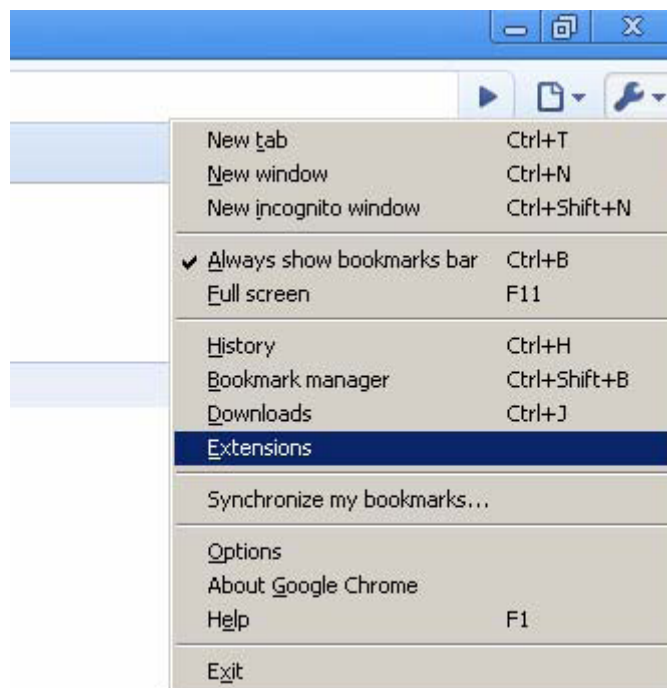 New tab Ctrl+T
New window Ctrl+N
New incognito window Ctrl+Shift+N
Always show bookmarks bar Ctrl+B
Full screen F11
History Ctrl+H
Bookmark manager Ctrl+Shift+B
Downloads Ctrl+J
Extensions
Synchronize my bookmarks...
Options
About Google Chrome
Help F1
Exit